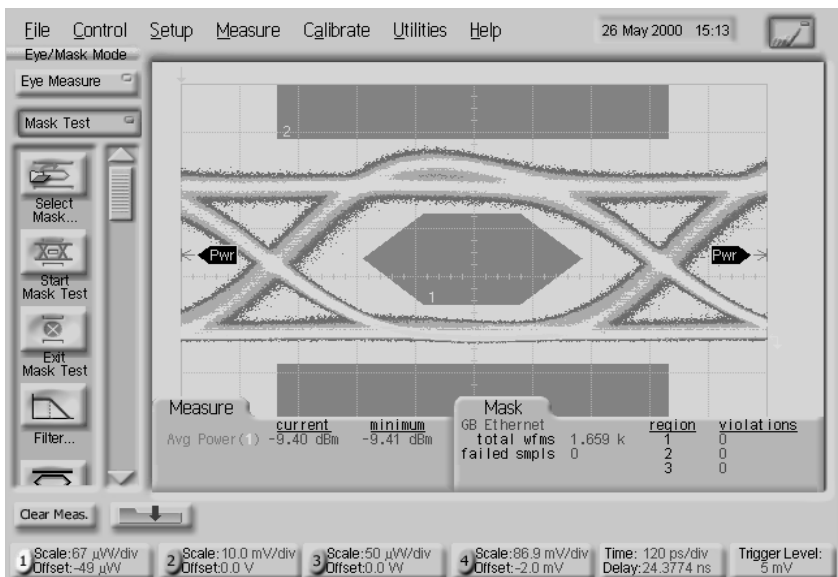 File Control Setup Measure Calibrate Utilities Help 26 May 2000 15:13
Eye/Mask Mode
Eye Measure
Mask Test
2
Select
Mask...
Pwr Pwr
Start
Mask Test
1
Exit
Mask Test
Filter...
Measure
current minimum
Avg Power(1) -9.40 dBm -9.41 dBm
Mask
GB Ethernet region violations
total wfms 1.659 k 1 0
failed smpls 0 2 0
3 0
Clear Meas.
1 Scale:67 µW/div
Offset:-49 µW
2 Scale:10.0 mV/div
Offset:0.0 V
3 Scale:50 µW/div
Offset:0.0 W
4 Scale:86.9 mV/div
Offset:-2.0 mV
Time: 120 ps/div
Delay:24.3774 ns
Trigger Level:
5 mV